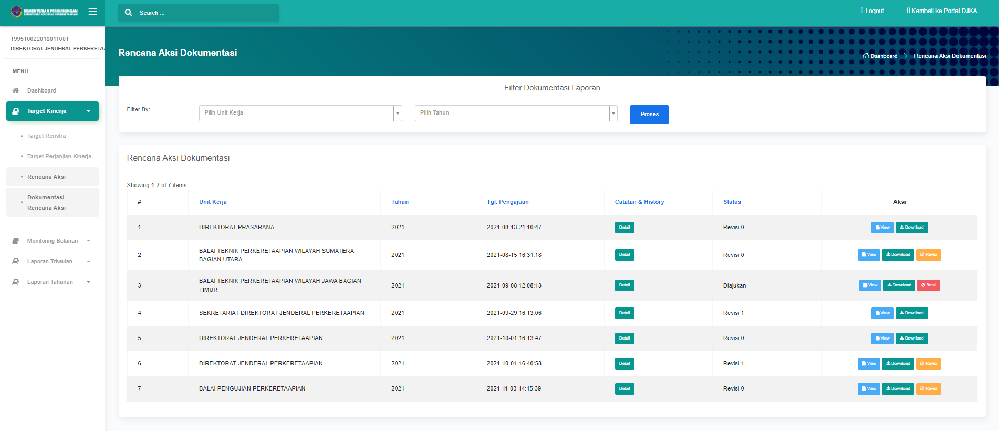 KEMENTERIAN PERHUBUNGAN
DIREKTORAT JENDERAL PERKERETAAPIAN
Search ...
Logout
Kembali ke Portal DJKA
199510022018011001
DIREKTORAT JENDERAL PERKERETAA
MENU
Dashboard
Target Kinerja
Target Renstra
Target Perjanjian Kinerja
Rencana Aksi
Dokumentasi
Rencana Aksi
Monitoring Bulanan
Laporan Triwulan
Laporan Tahunan
Rencana Aksi Dokumentasi
Dashboard > Rencana Aksi Dokumentasi
Filter Dokumentasi Laporan
Filter By: Pilih Unit Kerja Pilih Tahun Proses
Rencana Aksi Dokumentasi
Showing 1-7 of 7 items.
# Unit Kerja Tahun Tgl. Pengajuan Catatan & History Status Aksi
1 DIREKTORAT PRASARANA 2021 2021-08-13 21:10:47 Detail Revisi 0 View Download
2 BALAI TEKNIK PERKERETAAPIAN WILAYAH SUMATERA
BAGIAN UTARA 2021 2021-08-15 16:31:18 Detail Revisi 0 View Download Revisi
3 BALAI TEKNIK PERKERETAAPIAN WILAYAH JAWA BAGIAN
TIMUR 2021 2021-09-08 12:08:13 Detail Diajukan View Download Batal
4 SEKRETARIAT DIREKTORAT JENDERAL PERKERETAAPIAN 2021 2021-09-29 16:13:06 Detail Revisi 1 View Download
5 DIREKTORAT JENDERAL PERKERETAAPIAN 2021 2021-10-01 16:13:47 Detail Revisi 0 View Download
6 DIREKTORAT JENDERAL PERKERETAAPIAN 2021 2021-10-01 16:40:58 Detail Revisi 1 View Download Revisi
7 BALAI PENGUJIAN PERKERETAAPIAN 2021 2021-11-03 14:15:39 Detail Revisi 0 View Download Revisi